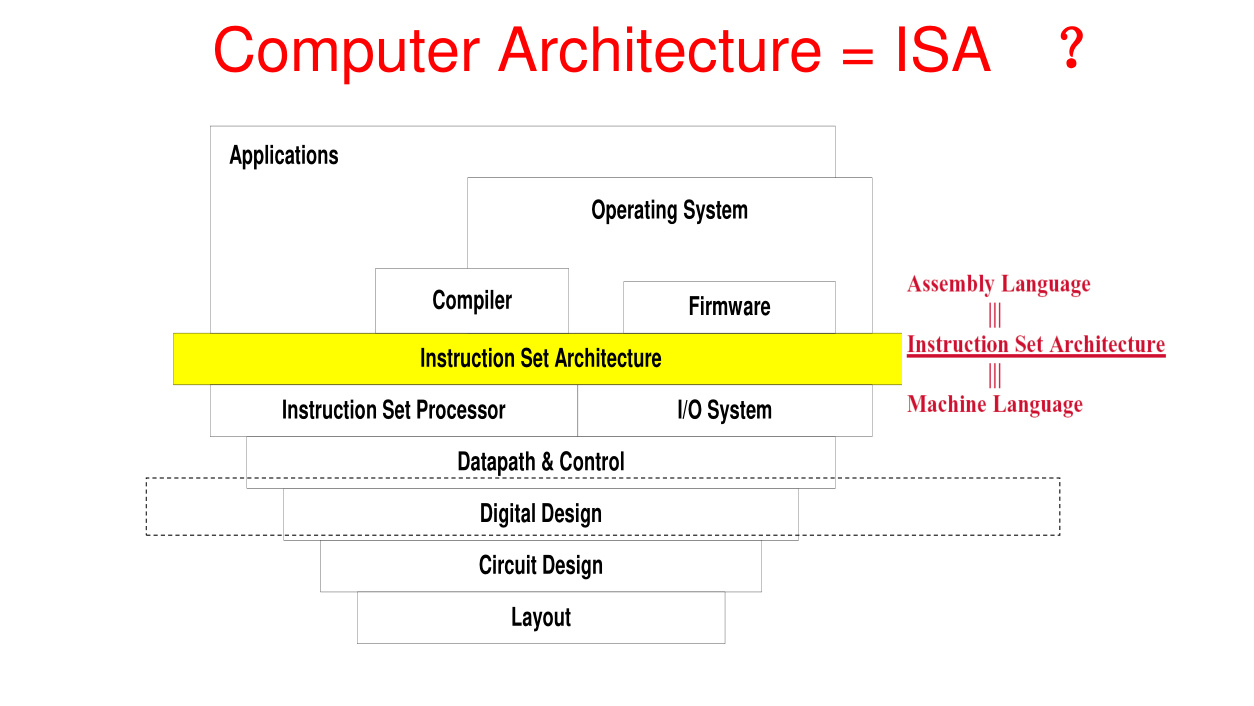 Computer Architecture = ISA ?
Applications
Operating System
Compiler
Firmware
Assembly Language
|||
Instruction Set Architecture
Instruction Set Architecture
|||
Machine Language
Instruction Set Processor
I/O System
Datapath & Control
Digital Design
Circuit Design
Layout